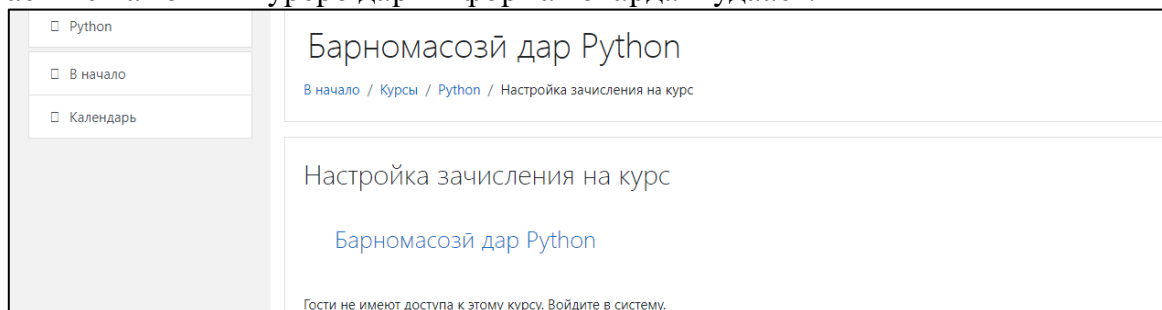 Python
В начало
Календарь
Барномасозӣ дар Python
В начало / Курсы / Python / Настройка зачисления на курс
Настройка зачисления на курс
Барномасозӣ дар Python
Гости не имеют доступа к этому курсу. Войдите в систему.